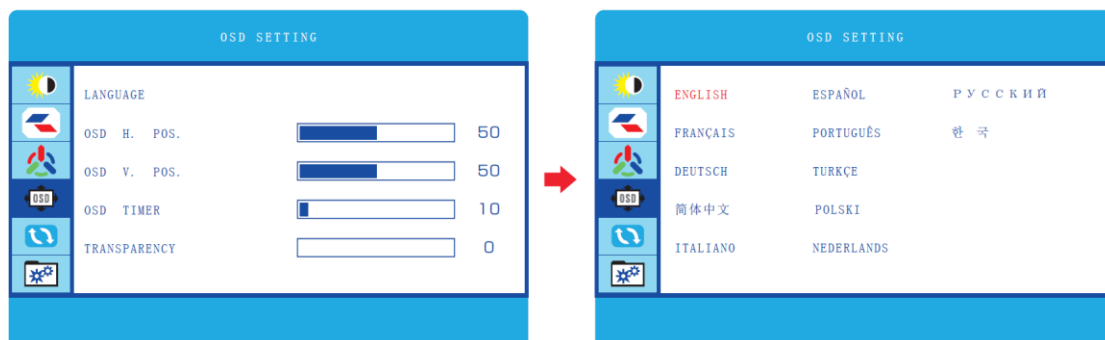 OSD SETTING
LANGUAGE
OSD H. POS. 50
OSD V. POS. 50
OSD TIMER 10
TRANSPARENCY 0
OSD
OSD SETTING
ENGLISH ESPAÑOL РУССКИЙ
FRANÇAIS PORTUGUÊS 한 국
DEUTSCH TURKÇE
简体中文 POLSKI
ITALIANO NEDERLANDS
OSD